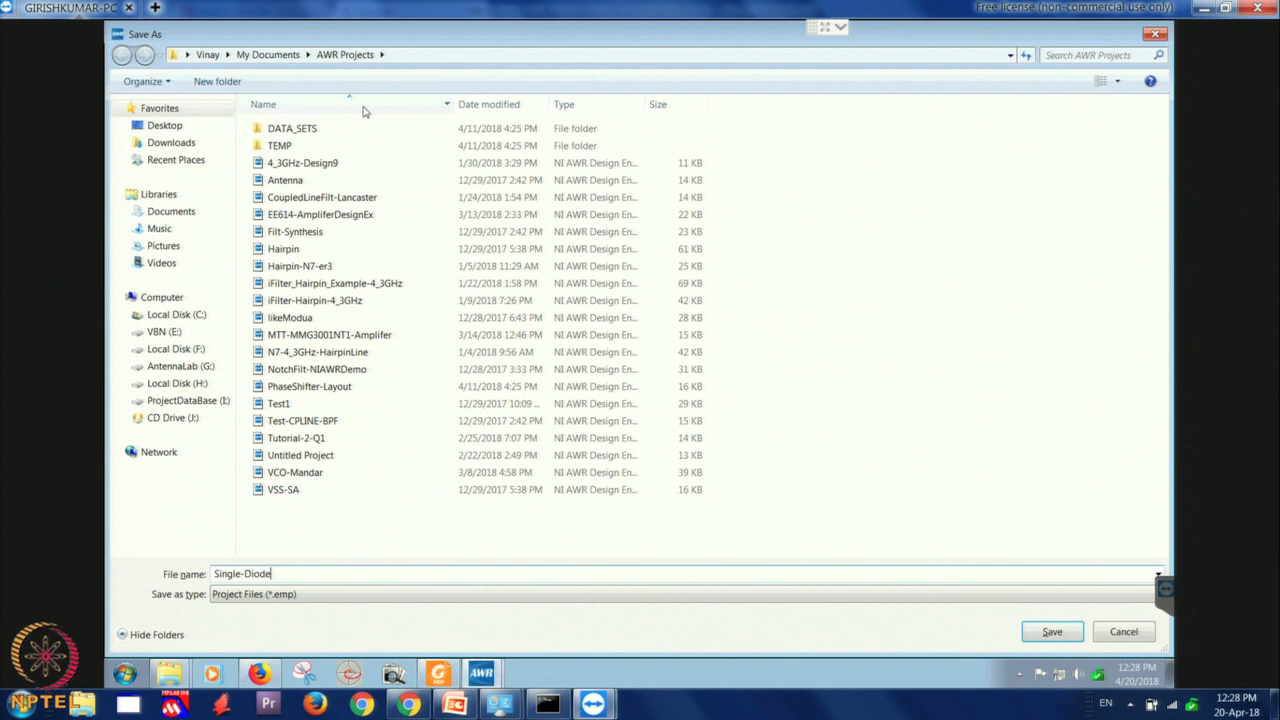 GIRISHKUMAR-PC
Free license (non-commercial use only)
Save As
Vinay
My Documents
AWR Projects
Search AWR Projects
Organize
New folder
Name
Date modified
Type
Size
Favorites
Desktop
Downloads
Recent Places
Libraries
Documents
Music
Pictures
Videos
Computer
Local Disk (C:)
VBN (E:)
Local Disk (F:)
AntennaLab (G:)
Local Disk (H:)
ProjectDataBase (I:)
CD Drive (J:)
Network
DATA_SETS 4/11/2018 4:25 PM File folder
TEMP 4/11/2018 4:25 PM File folder
4_3GHz-Design9 1/30/2018 3:29 PM NI AWR Design En... 11 KB
Antenna 12/29/2017 2:42 PM NI AWR Design En... 14 KB
CoupledLineFilt-Lancaster 1/24/2018 1:54 PM NI AWR Design En... 14 KB
EE614-AmpliferDesignEx 3/13/2018 2:33 PM NI AWR Design En... 22 KB
Filt-Synthesis 12/29/2017 2:42 PM NI AWR Design En... 23 KB
Hairpin 12/29/2017 5:38 PM NI AWR Design En... 61 KB
Hairpin-N7-er3 1/5/2018 11:29 AM NI AWR Design En... 25 KB
iFilter_Hairpin_Example-4_3GHz 1/22/2018 1:58 PM NI AWR Design En... 69 KB
iFilter-Hairpin-4_3GHz 1/9/2018 7:26 PM NI AWR Design En... 42 KB
likeModua 12/28/2017 6:43 PM NI AWR Design En... 28 KB
MTT-MMG3001NT1-Amplifer 3/14/2018 12:46 PM NI AWR Design En... 15 KB
N7-4_3GHz-HairpinLine 1/4/2018 9:56 AM NI AWR Design En... 42 KB
NotchFilt-NIAWRDemo 12/28/2017 3:33 PM NI AWR Design En... 31 KB
PhaseShifter-Layout 4/11/2018 4:25 PM NI AWR Design En... 16 KB
Test1 12/29/2017 10:09 ... NI AWR Design En... 29 KB
Test-CPLINE-BPF 12/29/2017 2:42 PM NI AWR Design En... 15 KB
Tutorial-2-Q1 2/25/2018 7:07 PM NI AWR Design En... 14 KB
Untitled Project 2/22/2018 2:49 PM NI AWR Design En... 13 KB
VCO-Mandar 3/8/2018 4:58 PM NI AWR Design En... 39 KB
VSS-SA 12/29/2017 5:38 PM NI AWR Design En... 16 KB
File name: Single-Diode
Save as type: Project Files (*.emp)
Hide Folders
Save
Cancel
AWR
12:28 PM
4/20/2018
NPTEL
Pr
EN
12:28 PM
20-Apr-18